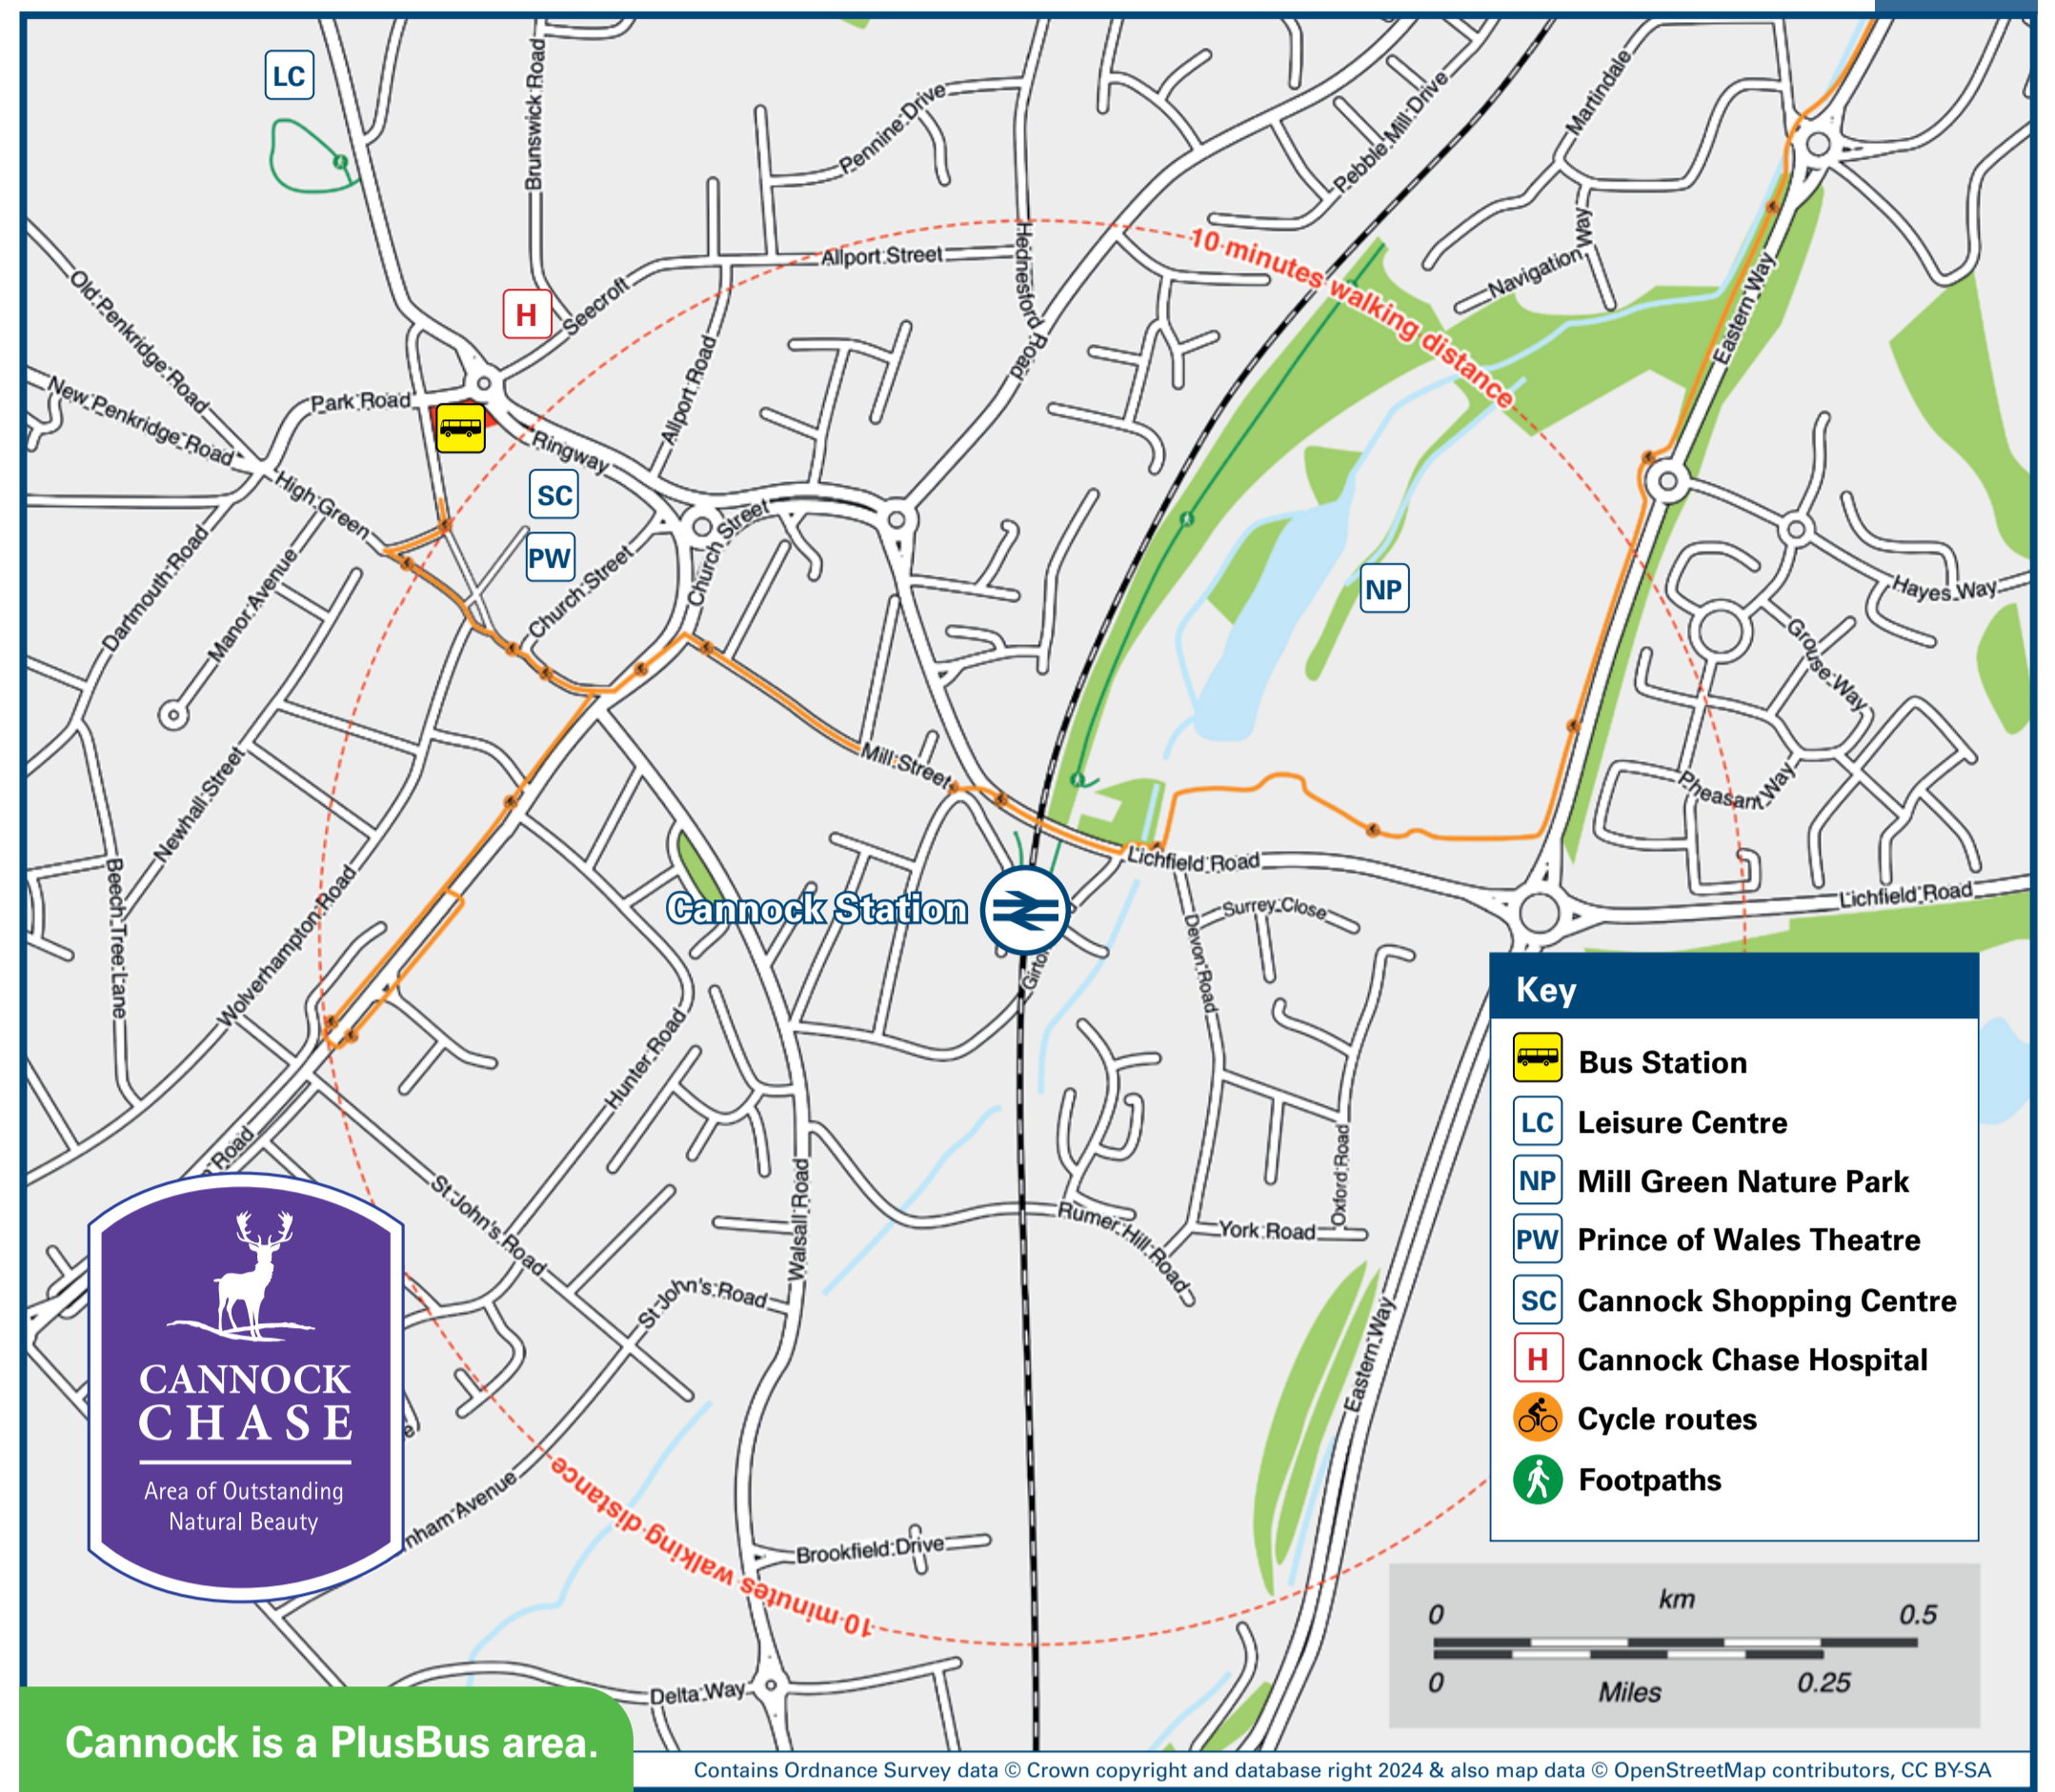 LC
Brunswick Road
Pennine Drive
Pebble Mill Drive
Martindale
Hednesford Road
10 minutes walking distance
Navigation Way
Eastern Way
Allport Street
Old Penkridge Road
H
Seecroft
Allport Road
New Penkridge Road
Park Road
Ringway
High Green
SC
PW
Church Street
Church Street
NP
Hayes Way
Grouse Way
Dartmouth Road
Manor Avenue
Mill Street
Pheasant Way
Newhall Street
Lichfield Road
Lichfield Road
Beech Tree Lane
Wolverhampton Road
Cannock Station
Surrey Close
Devon Road
Hunter Road
Road
St John's Road
Walsall Road
Oxford Road
Rumer Hill Road
York Road
St John's Road
Eastern Way
10 minutes walking distance
Brookfield Drive
Delta Way
CANNOCK
CHASE
Area of Outstanding
Natural Beauty
Key
Bus Station
LC Leisure Centre
NP Mill Green Nature Park
PW Prince of Wales Theatre
SC Cannock Shopping Centre
H Cannock Chase Hospital
Cycle routes
Footpaths
km
0 0.5
0 0.25
Miles
Cannock is a PlusBus area.
Contains Ordnance Survey data © Crown copyright and database right 2024 & also map data © OpenStreetMap contributors, CC BY-SA